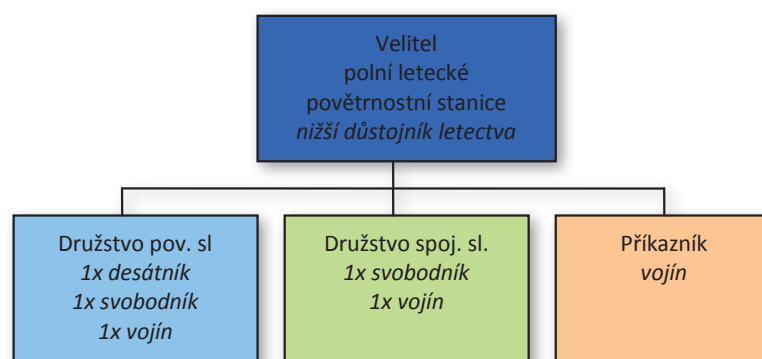 Velitel
polní letecké
povětrnostní stanice
nižší důstojník letectva
Družstvo pov. sl
1x desátník
1x svobodník
1x vojín
Družstvo spoj. sl.
1x svobodník
1x vojín
Příkazník
vojín